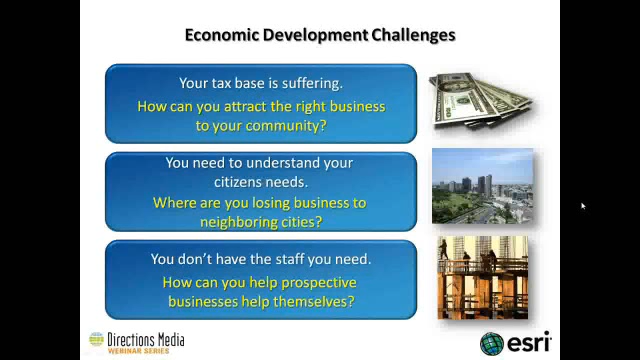 Economic Development Challenges
Your tax base is suffering.
How can you attract the right business
to your community?
You need to understand your
citizens needs.
Where are you losing business to
neighboring cities?
You don't have the staff you need.
How can you help prospective
businesses help themselves?
Directions Media
WEBINAR SERIES
esri